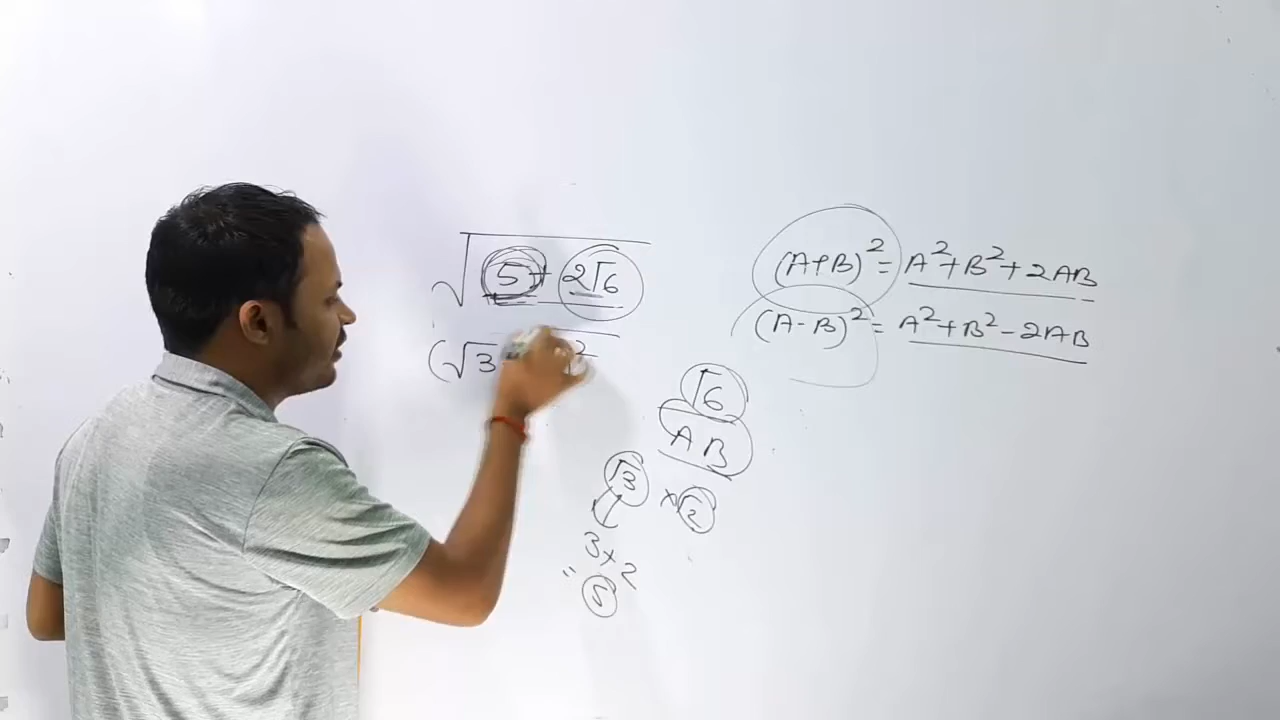 √5+2√6
(A+B)² = A²+B²+2AB
(A-B)² = A²+B²-2AB
(√3
2
√6
AB
√3 × √2
3+2
= 5